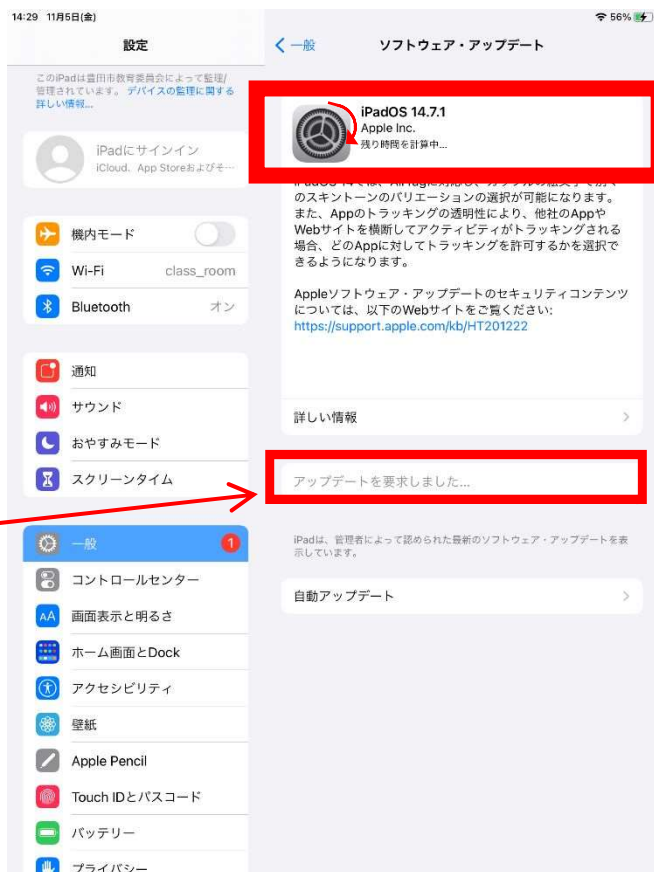 14:29 11月5日(金)
56%
設定
このiPadは豊田市教育委員会によって監理/
管理されています。デバイスの監理に関する
詳しい情報...
iPadにサインイン
iCloud、App Storeおよびそ…
機内モード
Wi-Fi class_room
Bluetooth オン
通知
サウンド
おやすみモード
スクリーンタイム
一般 1
コントロールセンター
AA 画面表示と明るさ
ホーム画面とDock
アクセシビリティ
壁紙
Apple Pencil
Touch IDとパスコード
バッテリー
プライバシー
一般 ソフトウェア・アップデート
iPadOS 14.7.1
Apple Inc.
残り時間を計算中...
のスキントーンのバリエーションの選択が可能になります。
また、Appのトラッキングの透明性により、他社のAppや
Webサイトを横断してアクティビティがトラッキングされる
場合、どのAppに対してトラッキングを許可するかを選択で
きるようになります。
Appleソフトウェア・アップデートのセキュリティコンテンツ
については、以下のWebサイトをご覧ください:
https://support.apple.com/kb/HT201222
詳しい情報
アップデートを要求しました...
iPadは、管理者によって認められた最新のソフトウェア・アップデートを表
示しています。
自動アップデート